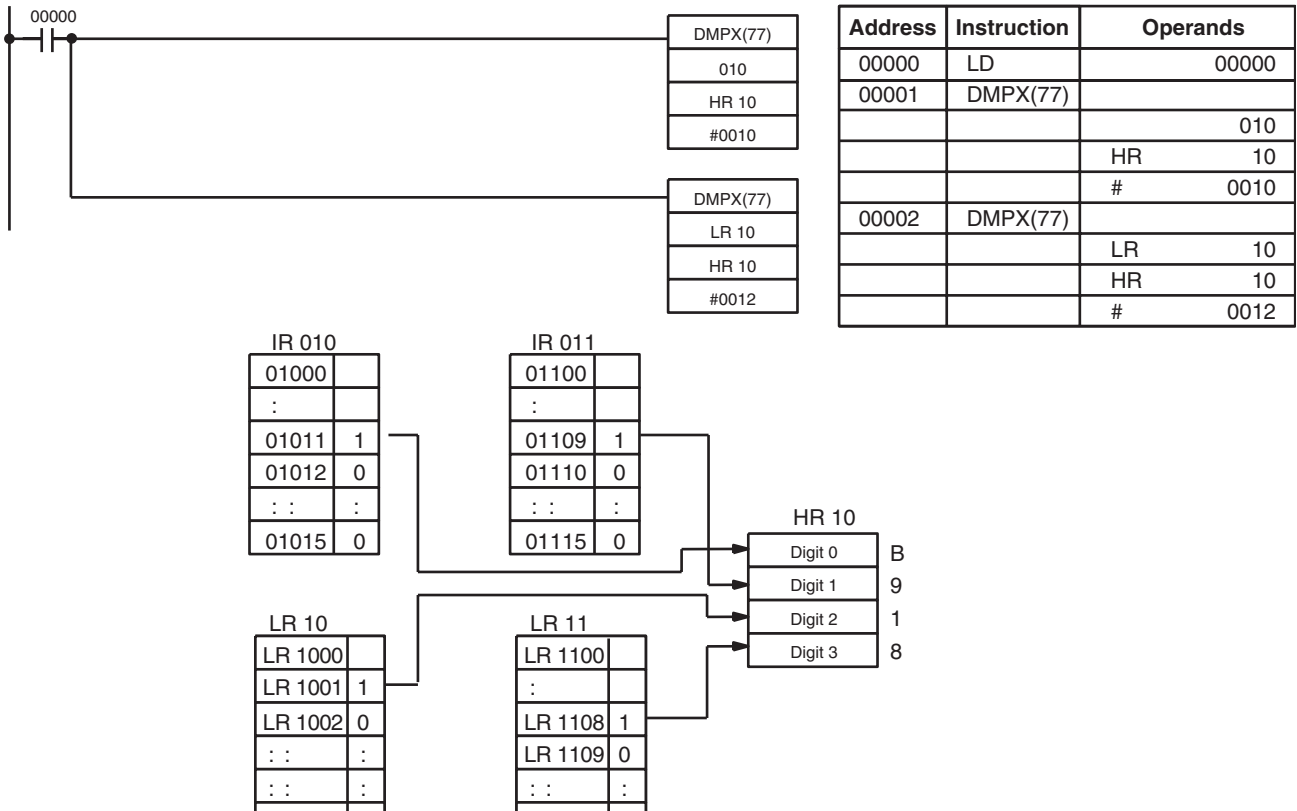 00000
DMPX(77)
010
HR 10
#0010
DMPX(77)
LR 10
HR 10
#0012
Address Instruction Operands
00000 LD 00000
00001 DMPX(77)
010
HR 10
# 0010
00002 DMPX(77)
LR 10
HR 10
# 0012
IR 010
01000
:
01011 1
01012 0
: : :
01015 0
IR 011
01100
:
01109 1
01110 0
: : :
01115 0
HR 10
Digit 0 B
Digit 1 9
Digit 2 1
Digit 3 8
LR 10
LR 1000
LR 1001 1
LR 1002 0
: : :
: : :
LR 11
LR 1100
:
LR 1108 1
LR 1109 0
: : :